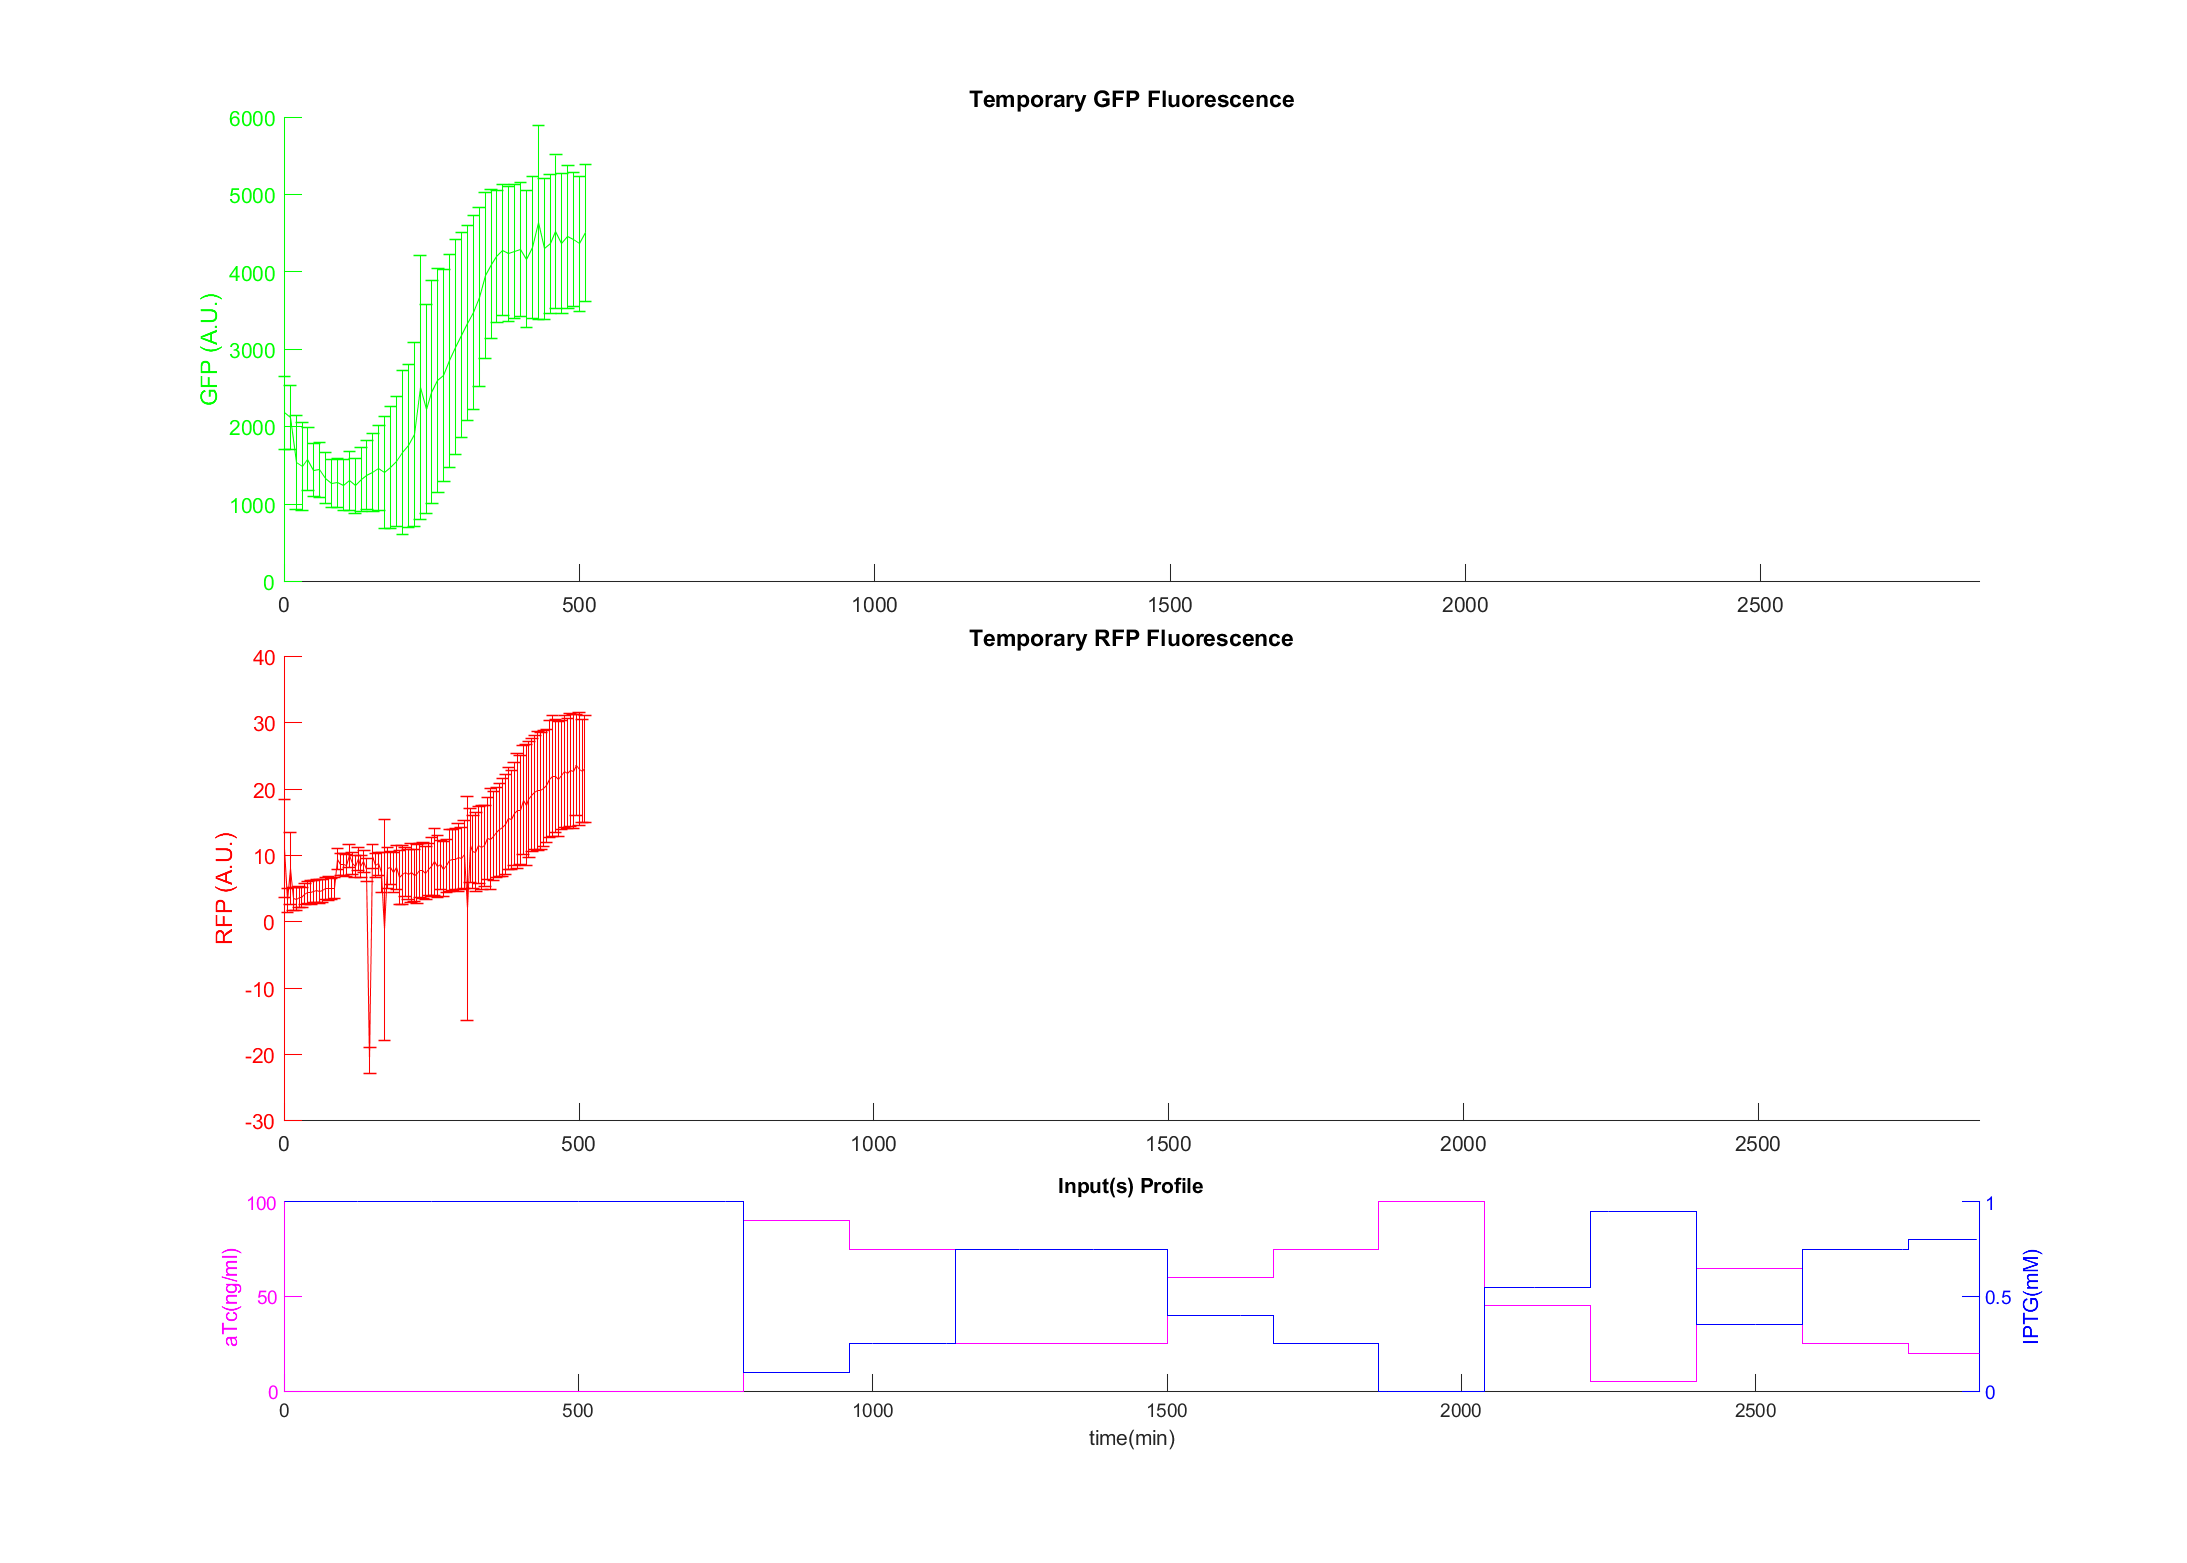 Temporary GFP Fluorescence
GFP (A.U.)
6000
5000
4000
3000
2000
1000
0
0 500 1000 1500 2000 2500
Temporary RFP Fluorescence
RFP (A.U.)
40
30
20
10
0
-10
-20
-30
0 500 1000 1500 2000 2500
Input(s) Profile
aTc(ng/ml)
100
50
0
1
0.5
0
IPTG(mM)
0 500 1000 1500 2000 2500
time(min)